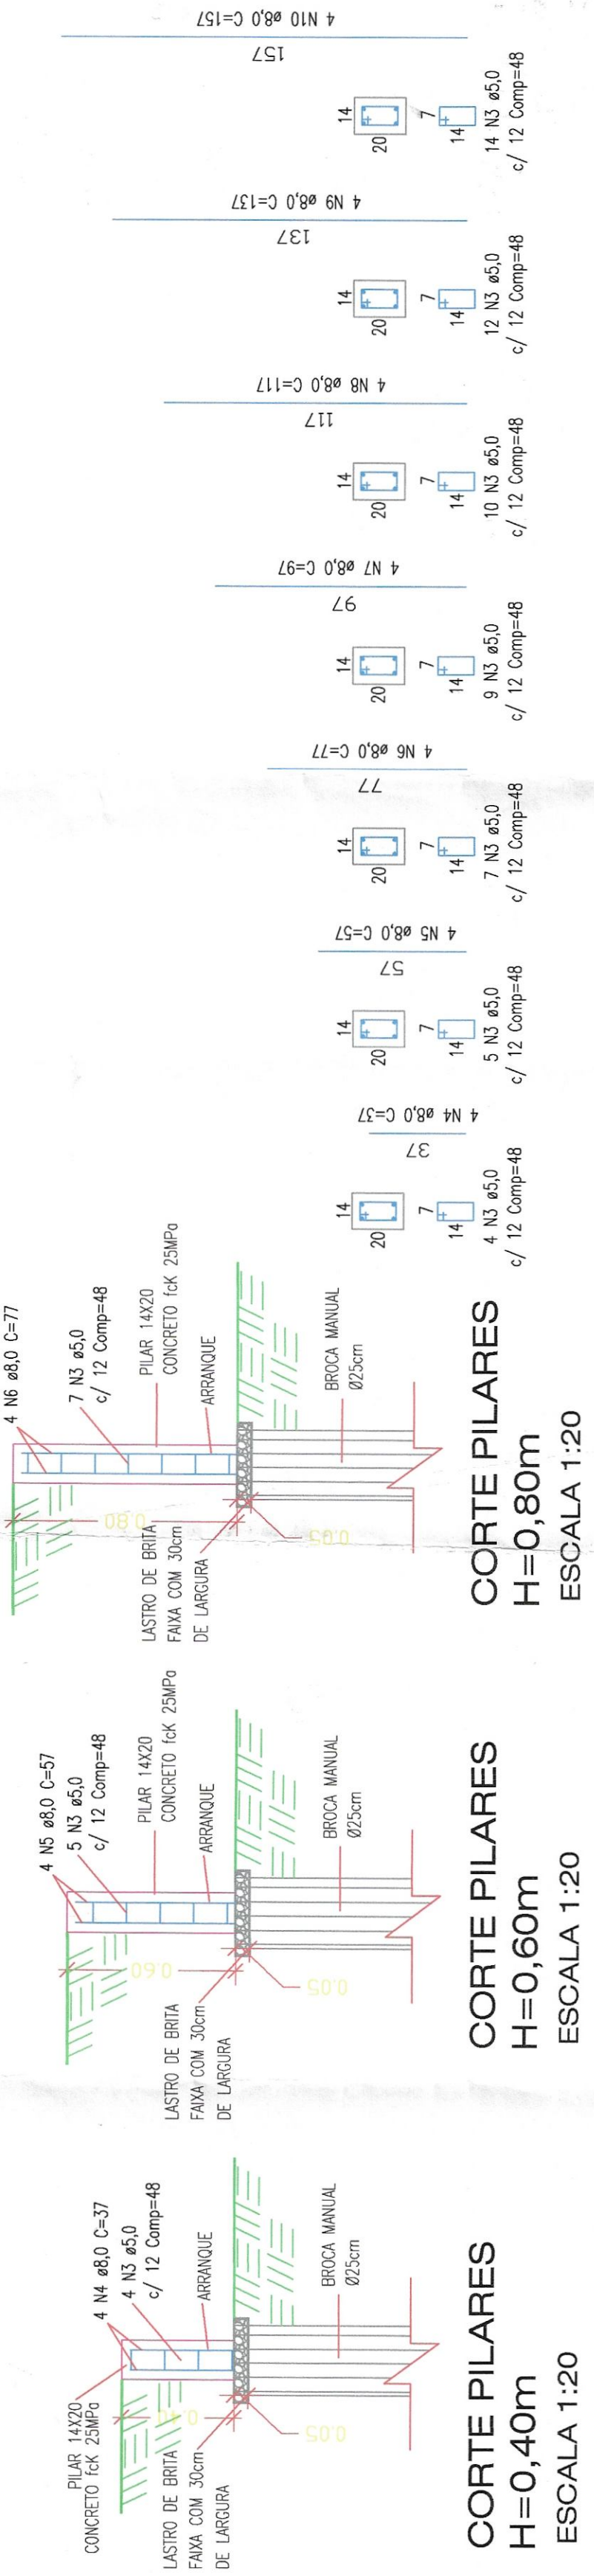 PILAR 14X20
CONCRETO fcK 25MPa
4 N4 ø8,0 C=37
4 N3 ø5,0
c/ 12 Comp=48
ARRANQUE
0.40
0.05
LASTRO DE BRITA
FAIXA COM 30cm
DE LARGURA
BROCA MANUAL
Ø25cm
CORTE PILARES
H=0,40m
ESCALA 1:20
4 N5 ø8,0 C=57
5 N3 ø5,0
c/ 12 Comp=48
PILAR 14X20
CONCRETO fcK 25MPa
ARRANQUE
0.60
0.05
LASTRO DE BRITA
FAIXA COM 30cm
DE LARGURA
BROCA MANUAL
Ø25cm
CORTE PILARES
H=0,60m
ESCALA 1:20
4 N6 ø8,0 C=77
7 N3 ø5,0
c/ 12 Comp=48
PILAR 14X20
CONCRETO fcK 25MPa
ARRANQUE
0.80
0.05
LASTRO DE BRITA
FAIXA COM 30cm
DE LARGURA
BROCA MANUAL
Ø25cm
CORTE PILARES
H=0,80m
ESCALA 1:20
14
20
7
14
4 N3 ø5,0
c/ 12 Comp=48
37
4 N4 ø8,0 C=37
14
20
7
14
5 N3 ø5,0
c/ 12 Comp=48
57
4 N5 ø8,0 C=57
14
20
7
14
7 N3 ø5,0
c/ 12 Comp=48
77
4 N6 ø8,0 C=77
14
20
7
14
9 N3 ø5,0
c/ 12 Comp=48
97
4 N7 ø8,0 C=97
14
20
7
14
10 N3 ø5,0
c/ 12 Comp=48
117
4 N8 ø8,0 C=117
14
20
7
14
12 N3 ø5,0
c/ 12 Comp=48
137
4 N9 ø8,0 C=137
14
20
7
14
14 N3 ø5,0
c/ 12 Comp=48
157
4 N10 ø8,0 C=157